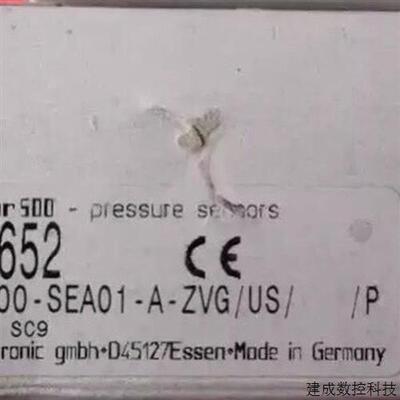 or500 - pressure sensors
652 CE
00-SEA01-A-ZVG/US/ /P
SC9
ronic gmbh•D45127Essen•Made in Germany
建成数控科技